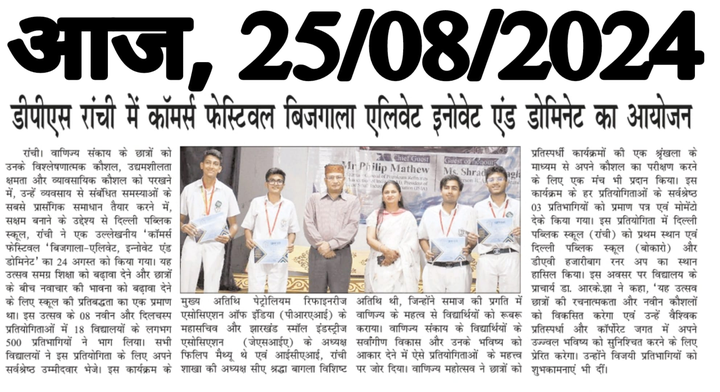 आज, 25/08/2024
डीपीएस रांची में कॉमर्स फेस्टिवल बिजगाला एलिवेट इनोवेट एंड डोमिनेट का आयोजन
रांची। वाणिज्य संकाय के छात्रों को
उनके विश्लेषणात्मक कौशल, उद्यमशीलता
क्षमता और व्यावसायिक कौशल को परखने
में, उन्हें व्यवसाय से संबंधित समस्याओं के
सबसे प्रासंगिक समाधान तैयार करने में,
सक्षम बनाने के उद्देश्य से दिल्ली पब्लिक
स्कूल, रांची ने एक उल्लेखनीय 'कॉमर्स
फेस्टिवल 'बिजगाला-एलिवेट, इन्नोवेट एंड
डोमिनेट' का 24 अगस्त को किया गया। यह
उत्सव समग्र शिक्षा को बढ़ावा देने और छात्रों
के बीच नवाचार की भावना को बढ़ावा देने
के लिए स्कूल की प्रतिबद्धता का एक प्रमाण
था। इस उत्सव के 08 नवीन और दिलचस्प
प्रतियोगिताओं में 18 विद्यालयों के लगभग
500 प्रतिभागियों ने भाग लिया। सभी
विद्यालयों ने इस प्रतियोगिता के लिए अपने
सर्वश्रेष्ठ उम्मीदवार भेजे। इस कार्यक्रम के
Chief Guest
Mr Philip Mathew
Ms. Shrad
मुख्य अतिथि पेट्रोलियम रिफाइनरीज
एसोसिएशन ऑफ इंडिया (पीआरएआई) के
महासचिव और झारखंड स्मॉल इंडस्ट्रीज
एसोसिएशन (जेएसआईए) के अध्यक्ष
फिलिप मैथ्यू थे एवं आईसीएआई, रांची
शाखा की अध्यक्ष सीए श्रद्धा बागला विशिष्ट
अतिथि थी, जिन्होंने समाज की प्रगति में
वाणिज्य के महत्व से विद्यार्थियों को रूबरू
कराया। वाणिज्य संकाय के विद्यार्थियों के
सर्वांगीण विकास और उनके भविष्य को
आकार देने में ऐसे प्रतियोगिताओं के महत्त्व
पर जोर दिया। वाणिज्य महोत्सव ने छात्रों को
प्रतिस्पर्धी कार्यक्रमों की एक श्रृंखला के
माध्यम से अपने कौशल का परीक्षण करने
के लिए एक मंच भी प्रदान किया। इस
कार्यक्रम के हर प्रतियोगिताओं के सर्वश्रेष्ठ
03 प्रतिभागियों को प्रमाण पत्र एवं मोमेंटो
देके किया गया। इस प्रतियोगिता में दिल्ली
पब्लिक स्कूल (रांची) को प्रथम स्थान एवं
दिल्ली पब्लिक स्कूल (बोकारो) और
डीएवी हजारीबाग रनर अप का स्थान
हासिल किया। इस अवसर पर विद्यालय के
प्राचार्य डा. आरके.झा ने कहा, 'यह उत्सव
छात्रों की रचनात्मकता और नवीन कौशलों
को विकसित करेगा एवं उन्हें वैश्विक
प्रतिस्पर्धा और कॉर्पोरेट जगत में अपने
उज्ज्वल भविष्य को सुनिश्चित करने के लिए
प्रेरित करेगा। उन्होंने विजयी प्रतिभागियों को
शुभकामनाएं भी दीं।